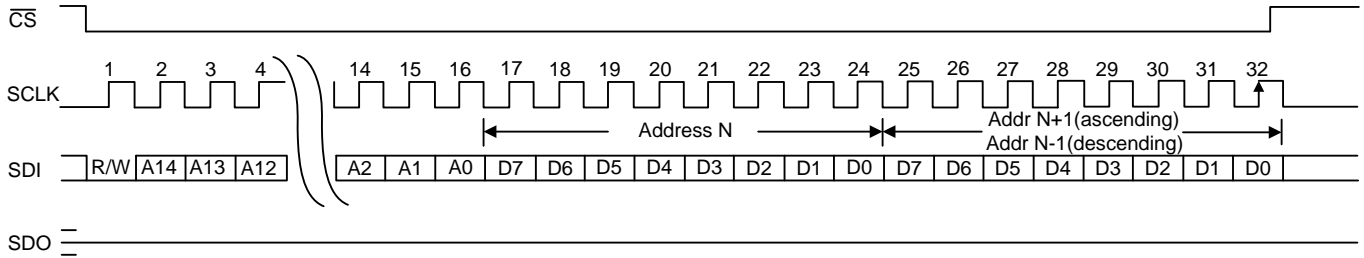 CS
SCLK 1 2 3 4 14 15 16 17 18 19 20 21 22 23 24 25 26 27 28 29 30 31 32
Address N
Addr N+1(ascending)
Addr N-1(descending)
SDI R/W A14 A13 A12 A2 A1 A0 D7 D6 D5 D4 D3 D2 D1 D0 D7 D6 D5 D4 D3 D2 D1 D0
SDO